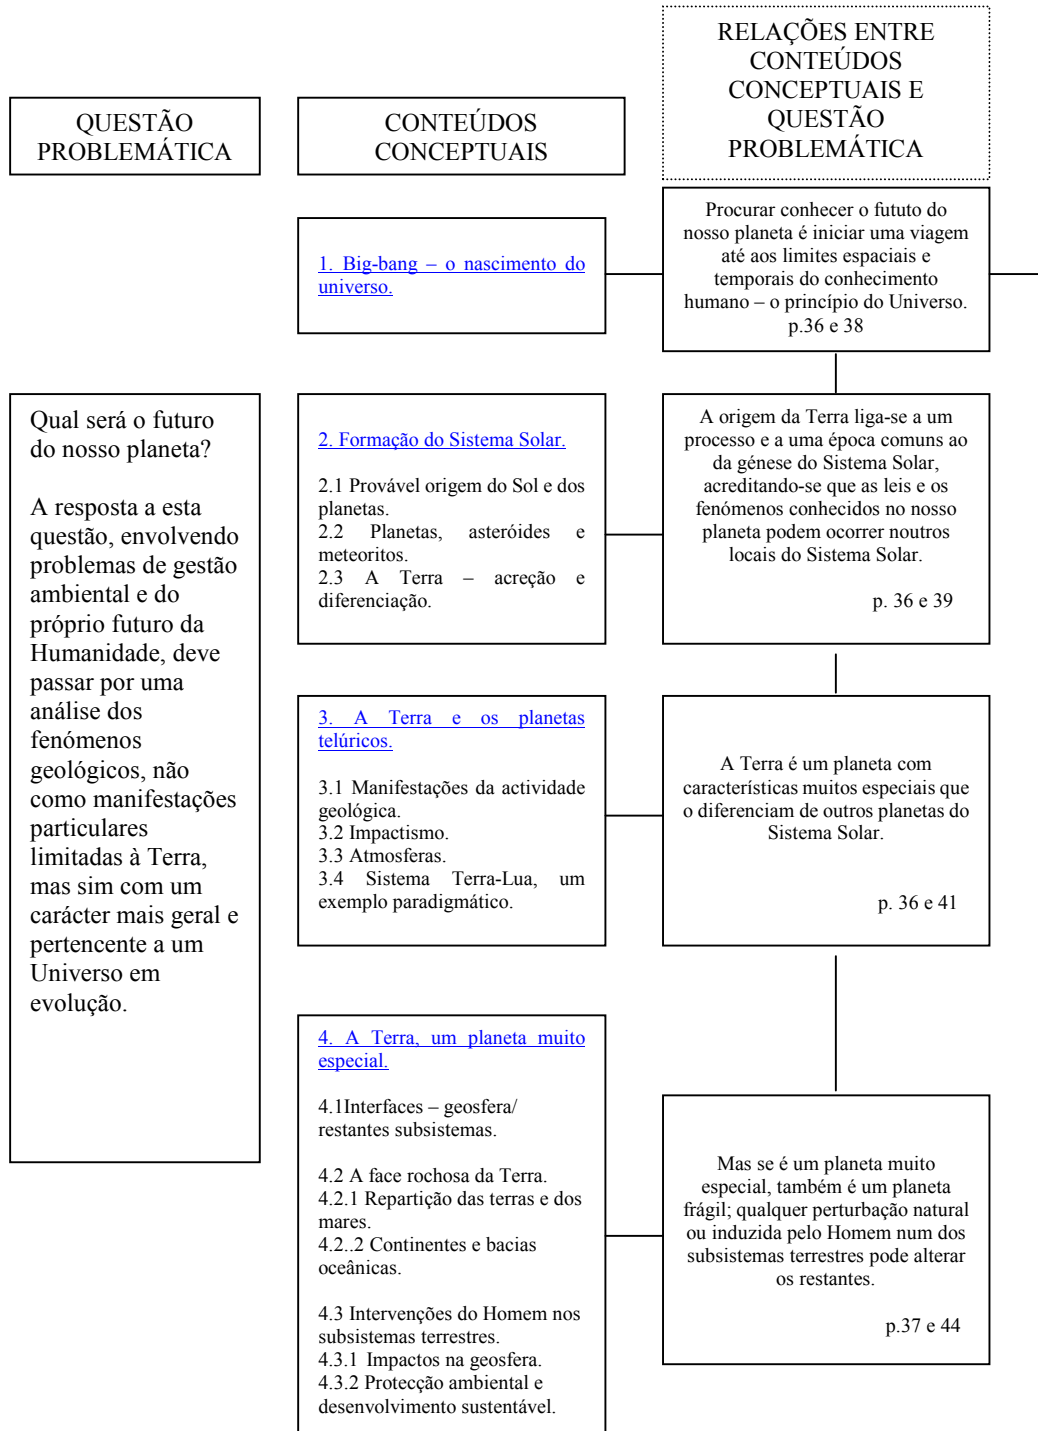 QUESTÃO
PROBLEMÁTICA
CONTEÚDOS
CONCEPTUAIS
RELAÇÕES ENTRE
CONTEÚDOS
CONCEPTUAIS E
QUESTÃO
PROBLEMÁTICA
Qual será o futuro
do nosso planeta?
A resposta a esta
questão, envolvendo
problemas de gestão
ambiental e do
próprio futuro da
Humanidade, deve
passar por uma
análise dos
fenómenos
geológicos, não
como manifestações
particulares
limitadas à Terra,
mas sim com um
carácter mais geral e
pertencente a um
Universo em
evolução.
1. Big-bang – o nascimento do
universo.
Procurar conhecer o fututo do
nosso planeta é iniciar uma viagem
até aos limites espaciais e
temporais do conhecimento
humano – o princípio do Universo.
p.36 e 38
2. Formação do Sistema Solar.
2.1 Provável origem do Sol e dos
planetas.
2.2 Planetas, asteróides e
meteoritos.
2.3 A Terra – acreção e
diferenciação.
A origem da Terra liga-se a um
processo e a uma época comuns ao
da génese do Sistema Solar,
acreditando-se que as leis e os
fenómenos conhecidos no nosso
planeta podem ocorrer noutros
locais do Sistema Solar.
p. 36 e 39
3. A Terra e os planetas
telúricos.
3.1 Manifestações da actividade
geológica.
3.2 Impactismo.
3.3 Atmosferas.
3.4 Sistema Terra-Lua, um
exemplo paradigmático.
A Terra é um planeta com
características muitos especiais que
o diferenciam de outros planetas do
Sistema Solar.
p. 36 e 41
4. A Terra, um planeta muito
especial.
4.1Interfaces – geosfera/
restantes subsistemas.
4.2 A face rochosa da Terra.
4.2.1 Repartição das terras e dos
mares.
4.2..2 Continentes e bacias
oceânicas.
4.3 Intervenções do Homem nos
subsistemas terrestres.
4.3.1 Impactos na geosfera.
4.3.2 Protecção ambiental e
desenvolvimento sustentável.
Mas se é um planeta muito
especial, também é um planeta
frágil; qualquer perturbação natural
ou induzida pelo Homem num dos
subsistemas terrestres pode alterar
os restantes.
p.37 e 44